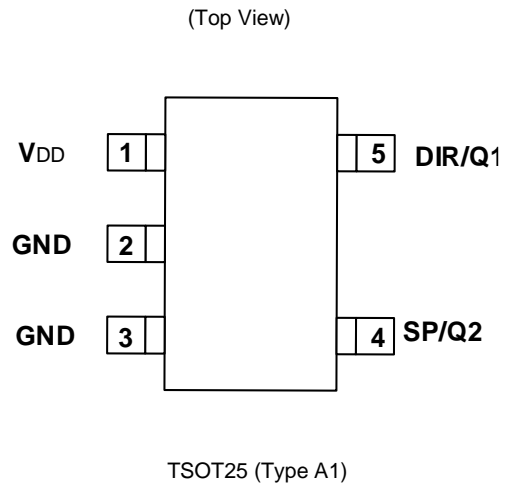 (Top View)
VDD 1 5 DIR/Q1
GND 2
GND 3 4 SP/Q2
TSOT25 (Type A1)